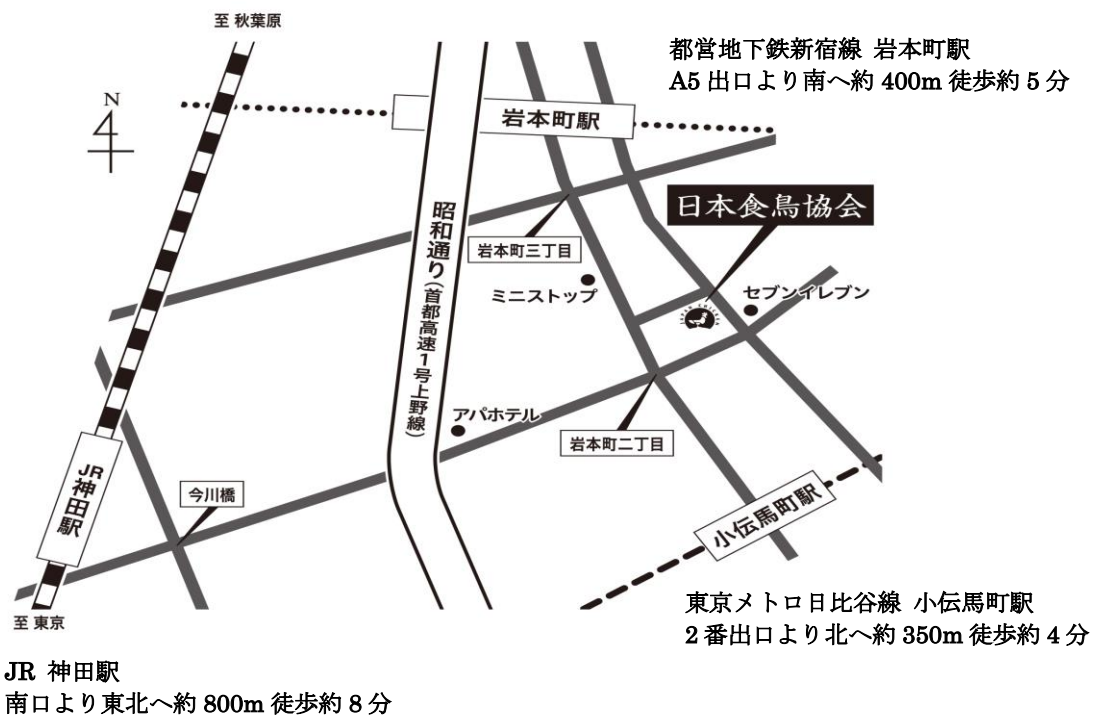 至 秋葉原
都営地下鉄新宿線 岩本町駅
A5 出口より南へ約 400m 徒歩約 5 分
N
岩本町駅
日本食鳥協会
昭和通り(首都高速1号上野線)
岩本町三丁目
ミニストップ
セブンイレブン
アパホテル
岩本町二丁目
JR 神田駅
今川橋
小伝馬町駅
至 東京
東京メトロ日比谷線 小伝馬町駅
2 番出口より北へ約 350m 徒歩約 4 分
JR 神田駅
南口より東北へ約 800m 徒歩約 8 分